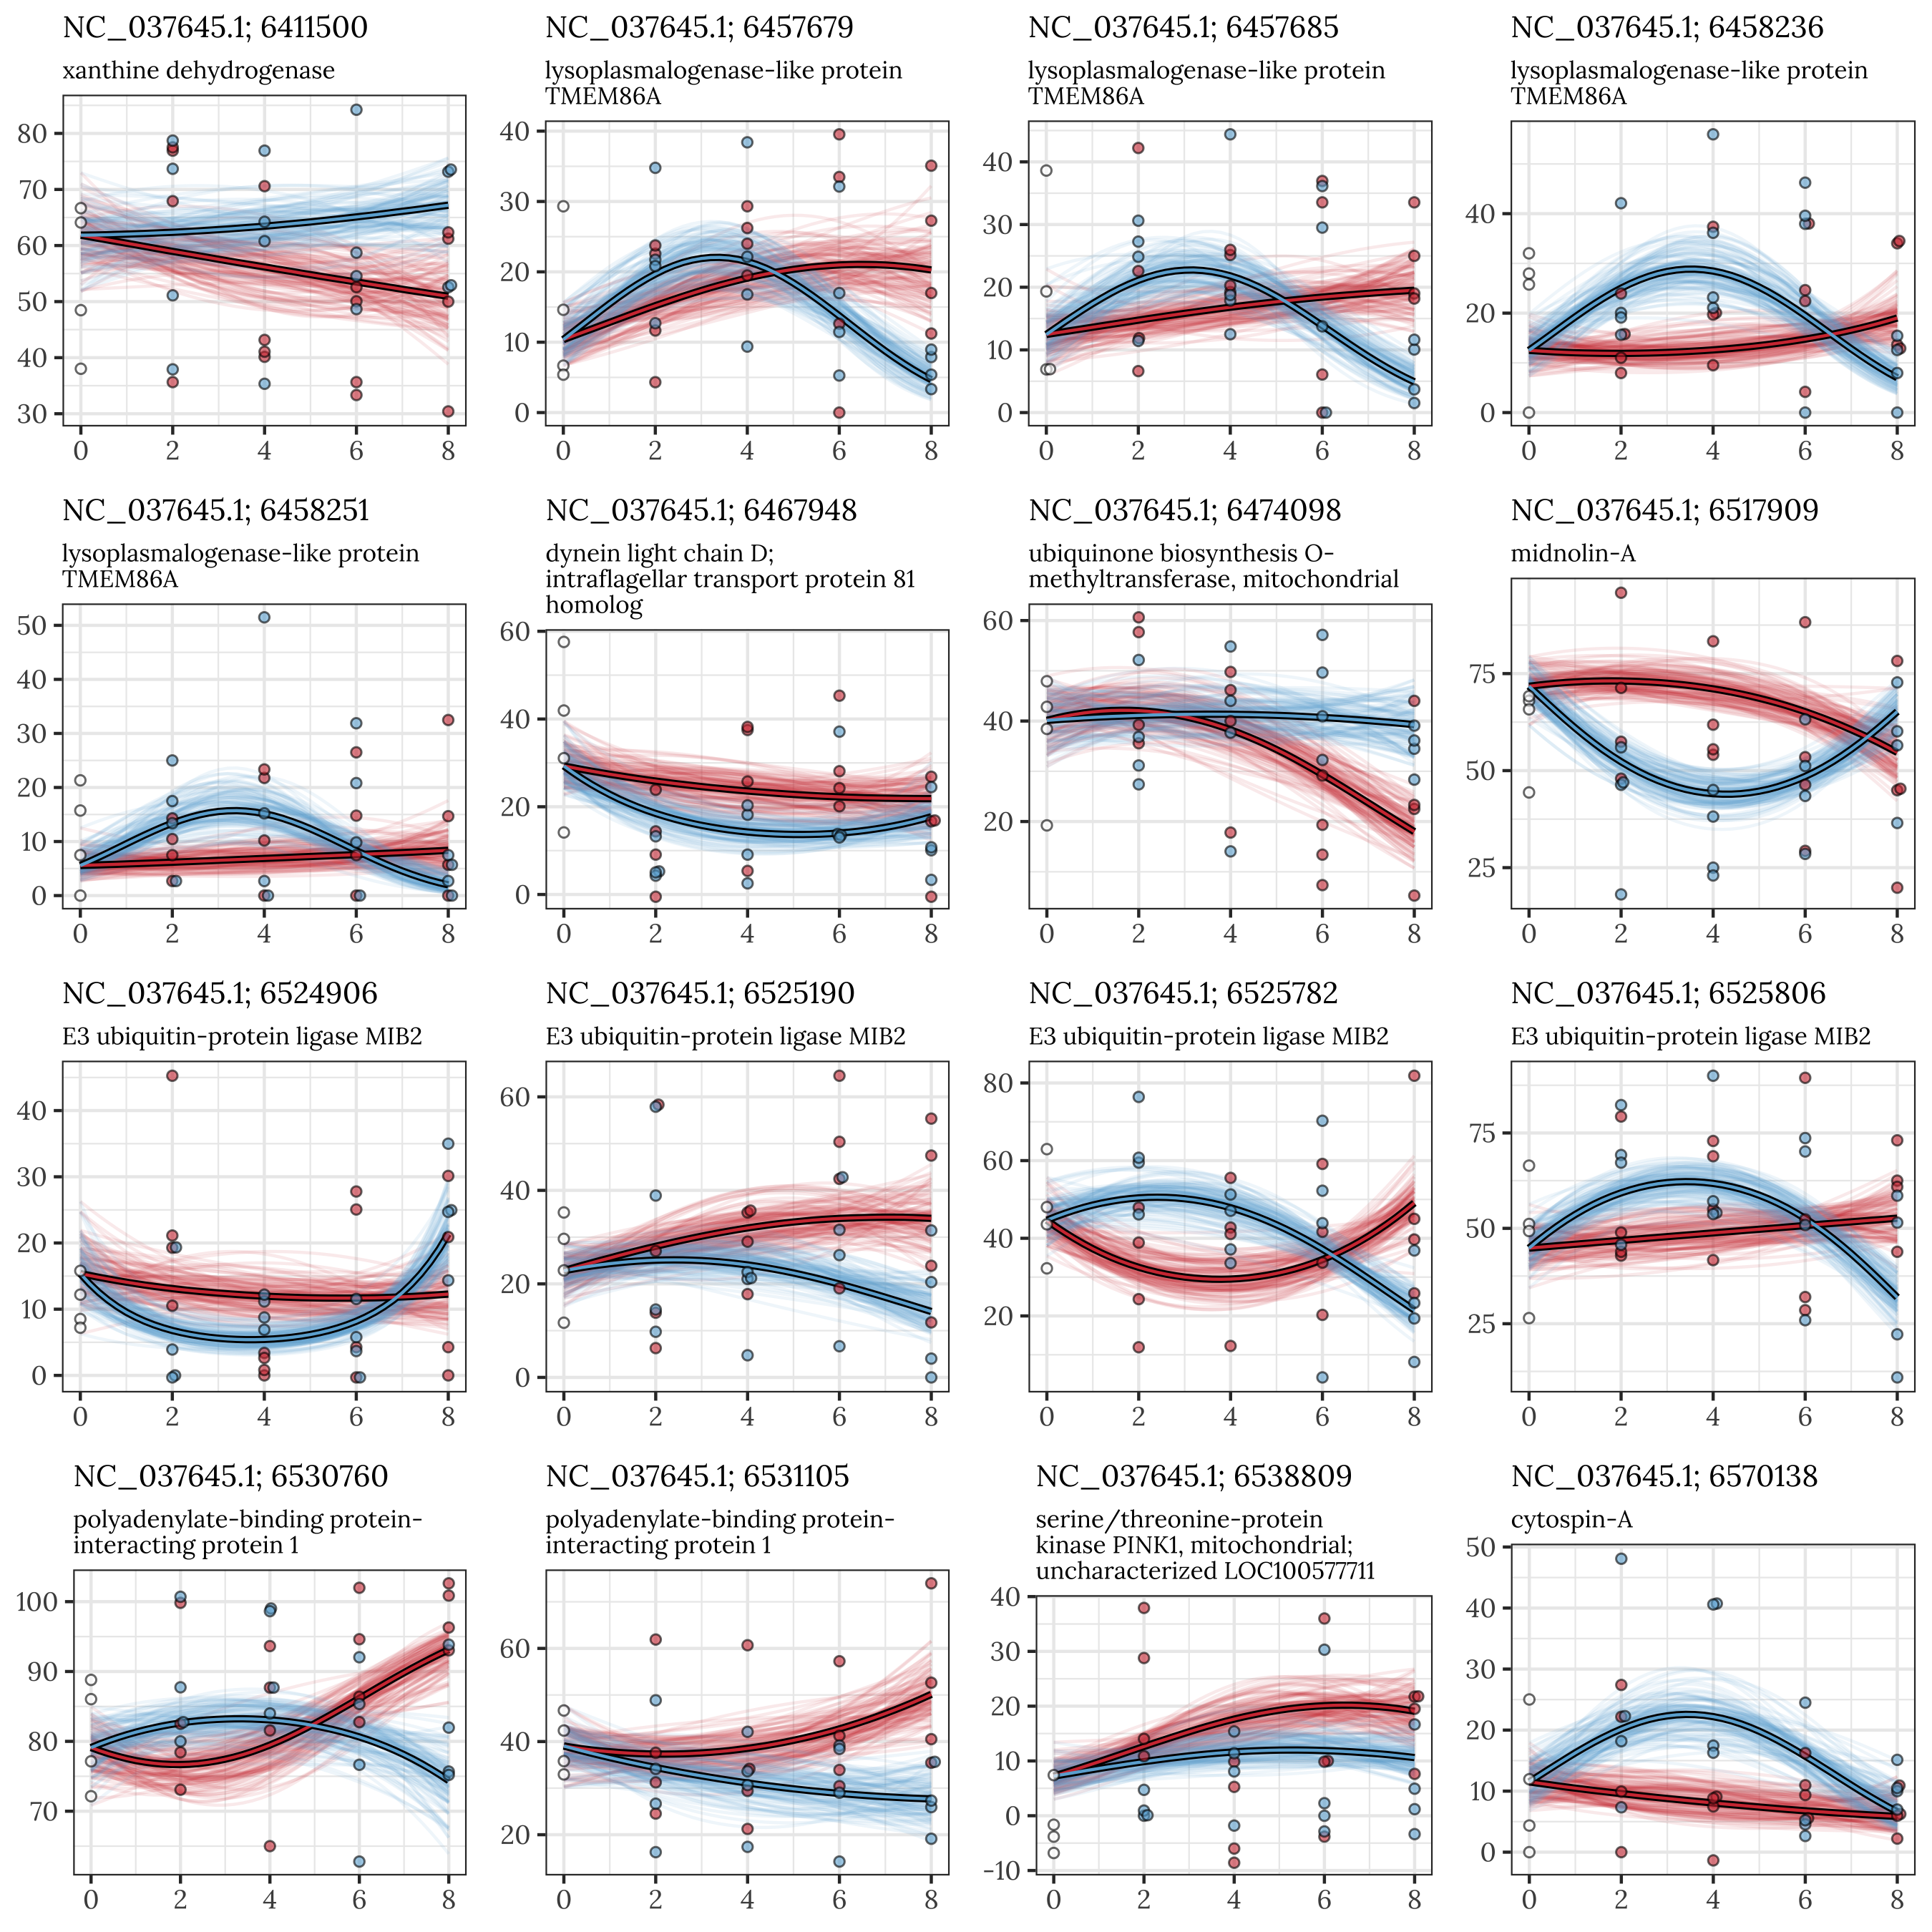 NC_037645.1; 6411500
xanthine dehydrogenase
80
70
60
50
40
30
0 2 4 6 8
NC_037645.1; 6457679
lysoplasmalogenase-like protein
TMEM86A
40
30
20
10
0
0 2 4 6 8
NC_037645.1; 6457685
lysoplasmalogenase-like protein
TMEM86A
40
30
20
10
0
0 2 4 6 8
NC_037645.1; 6458236
lysoplasmalogenase-like protein
TMEM86A
40
20
0
0 2 4 6 8
NC_037645.1; 6458251
lysoplasmalogenase-like protein
TMEM86A
50
40
30
20
10
0
0 2 4 6 8
NC_037645.1; 6467948
dynein light chain D;
intraflagellar transport protein 81
homolog
60
40
20
0
0 2 4 6 8
NC_037645.1; 6474098
ubiquinone biosynthesis O-
methyltransferase, mitochondrial
60
40
20
0 2 4 6 8
NC_037645.1; 6517909
midnolin-A
75
50
25
0 2 4 6 8
NC_037645.1; 6524906
E3 ubiquitin-protein ligase MIB2
40
30
20
10
0
0 2 4 6 8
NC_037645.1; 6525190
E3 ubiquitin-protein ligase MIB2
60
40
20
0
0 2 4 6 8
NC_037645.1; 6525782
E3 ubiquitin-protein ligase MIB2
80
60
40
20
0 2 4 6 8
NC_037645.1; 6525806
E3 ubiquitin-protein ligase MIB2
75
50
25
0 2 4 6 8
NC_037645.1; 6530760
polyadenylate-binding protein-
interacting protein 1
100
90
80
70
0 2 4 6 8
NC_037645.1; 6531105
polyadenylate-binding protein-
interacting protein 1
60
40
20
0 2 4 6 8
NC_037645.1; 6538809
serine/threonine-protein
kinase PINK1, mitochondrial;
uncharacterized LOC100577711
40
30
20
10
0
-10
0 2 4 6 8
NC_037645.1; 6570138
cytospin-A
50
40
30
20
10
0
0 2 4 6 8